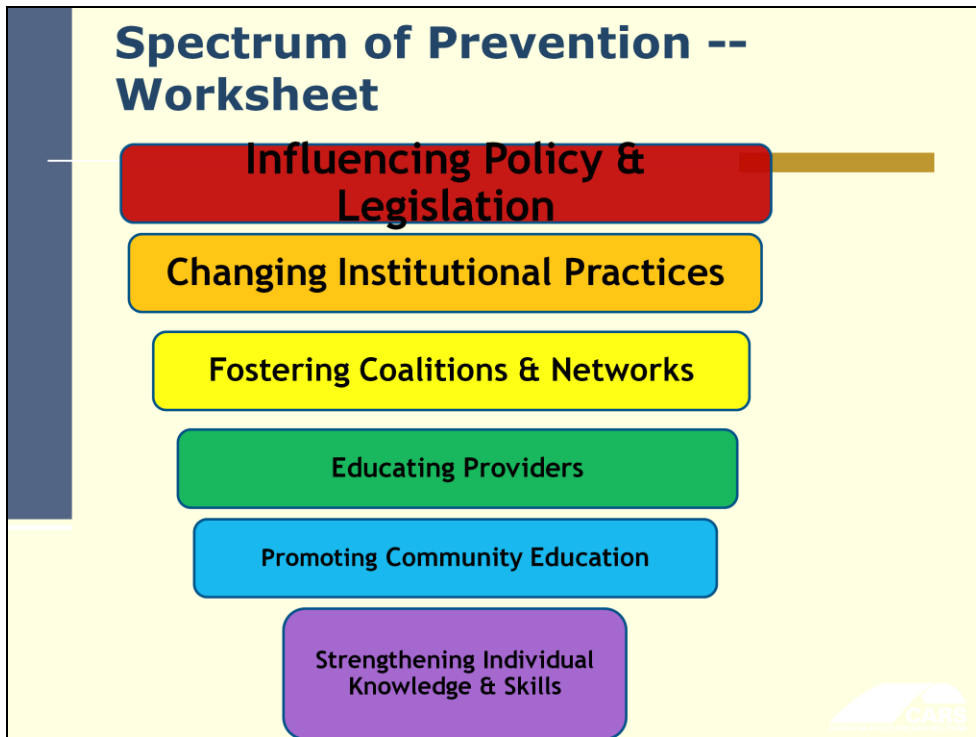 Spectrum of Prevention --
Worksheet
Influencing Policy &
Legislation
Changing Institutional Practices
Fostering Coalitions & Networks
Educating Providers
Promoting Community Education
Strengthening Individual
Knowledge & Skills
CARS